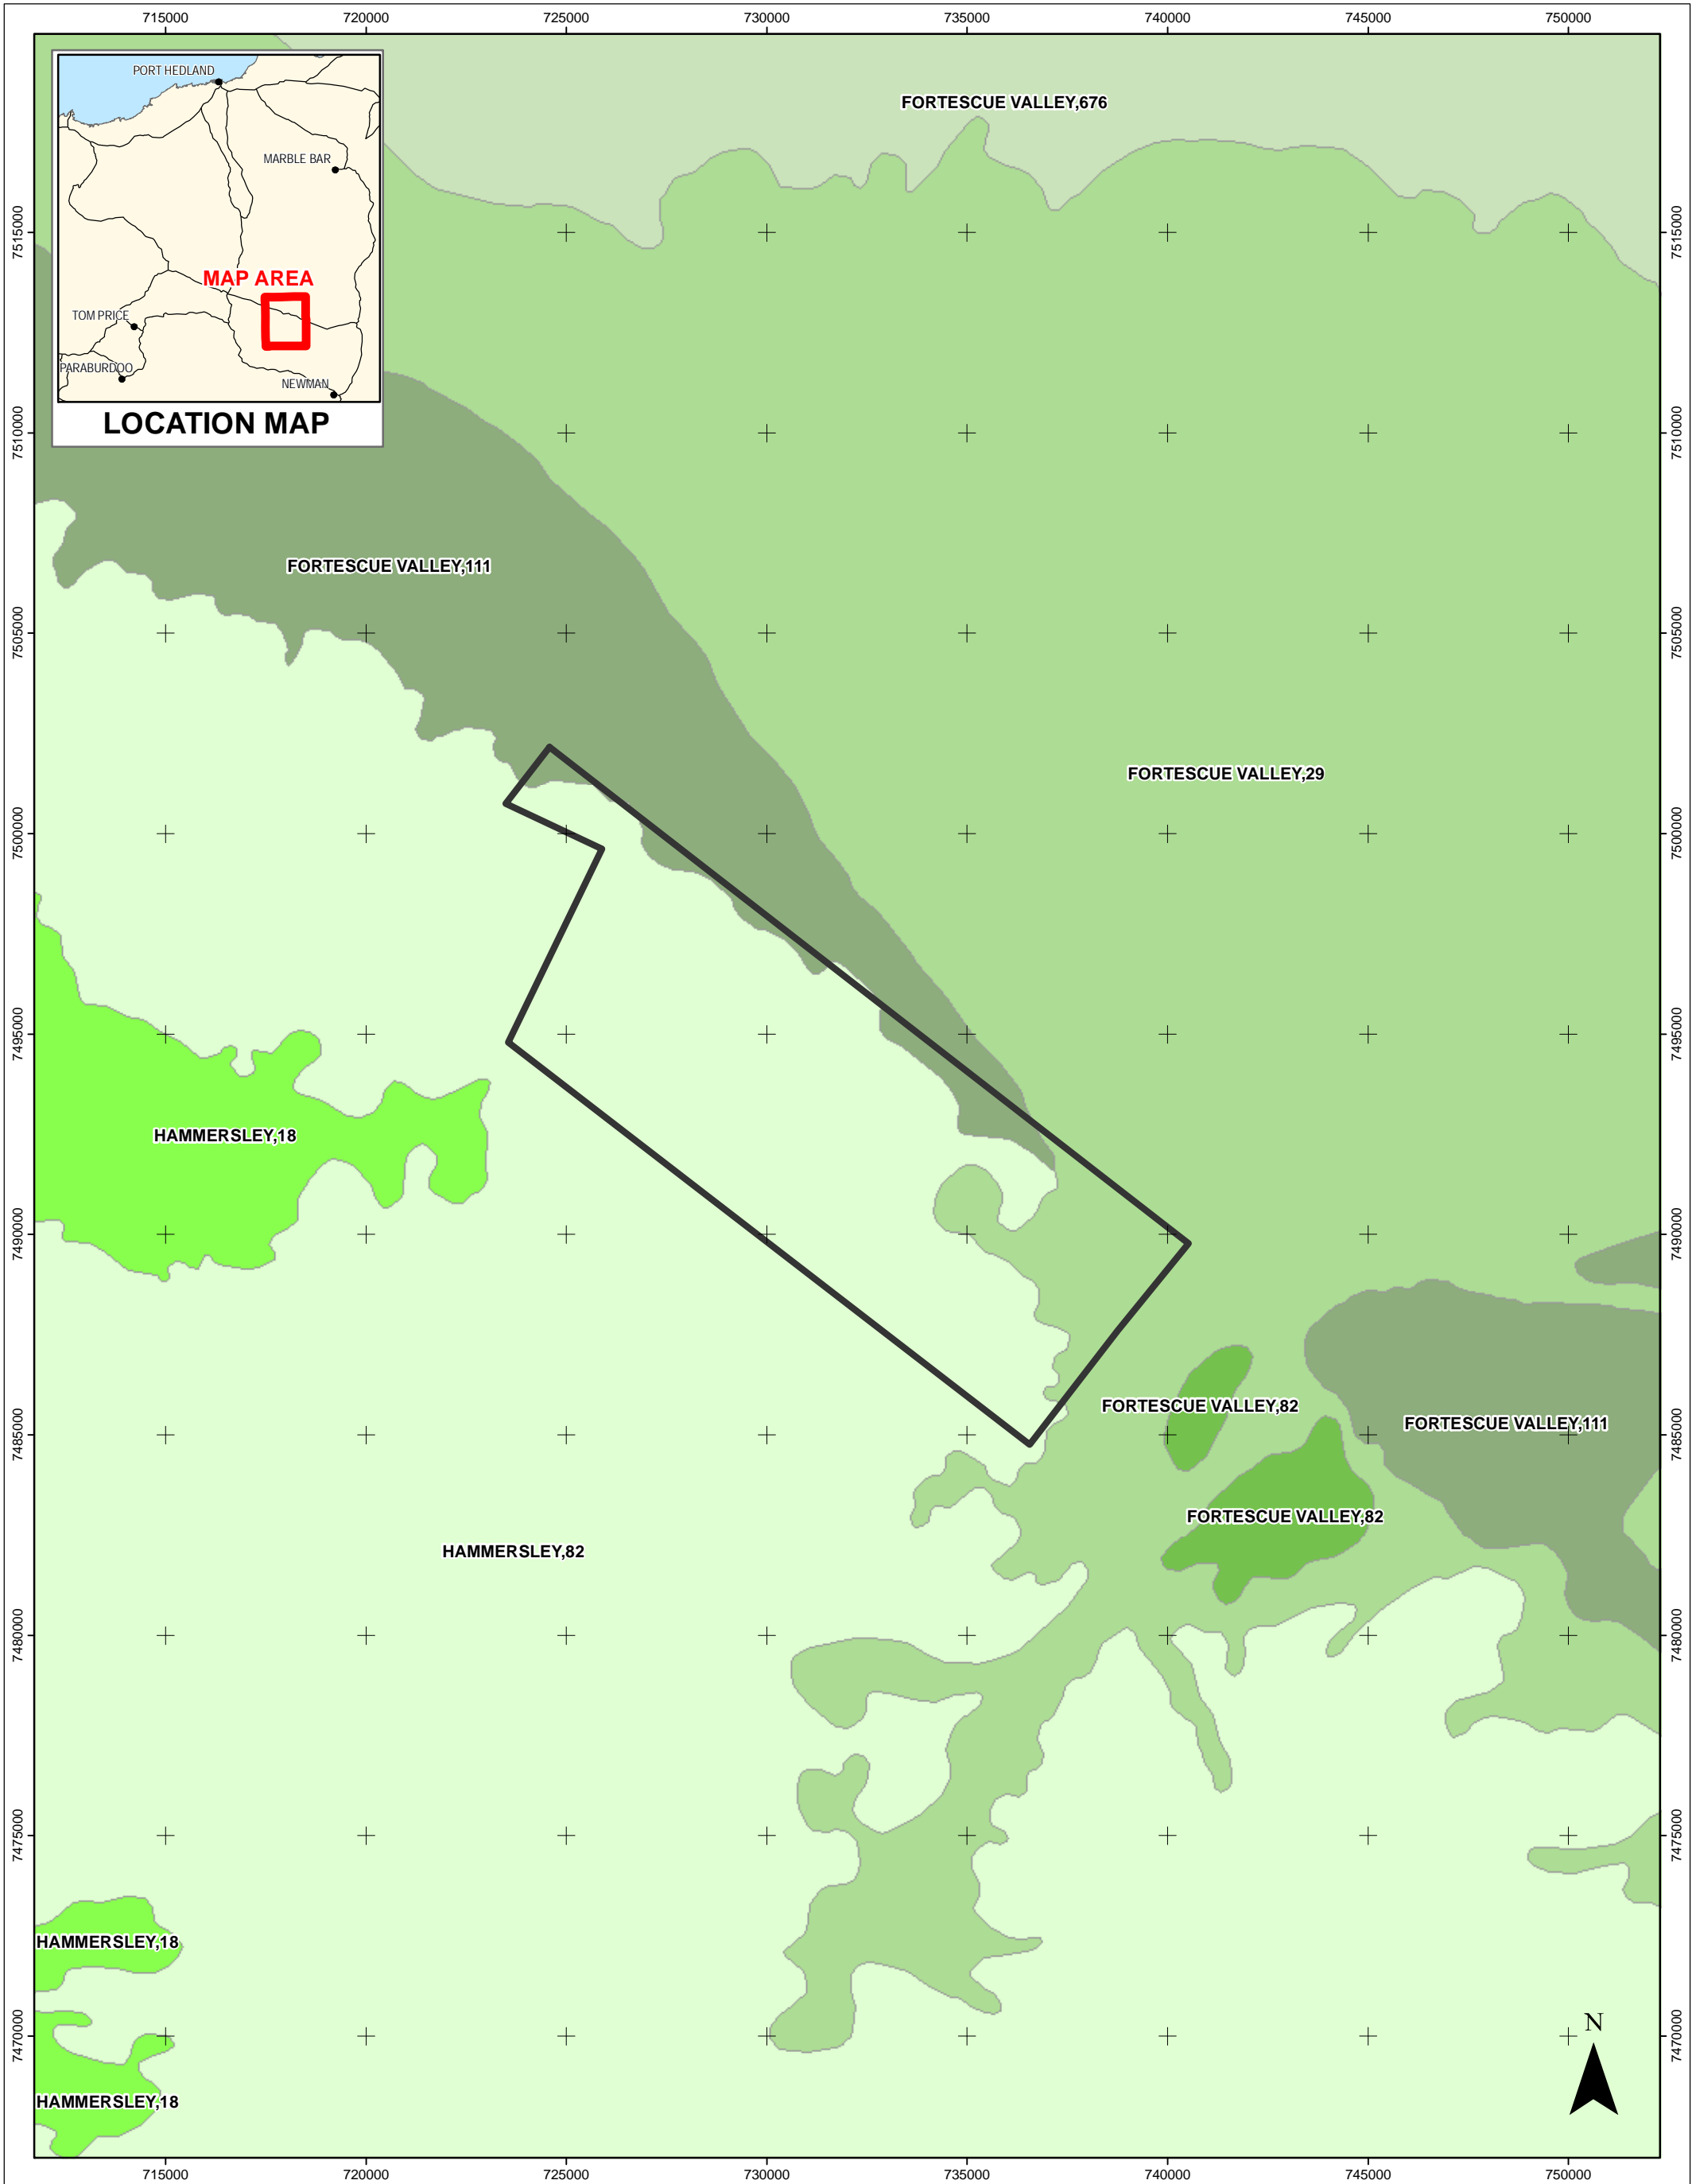 715000 720000 725000 730000 735000 740000 745000 750000
PORT HEDLAND
MARBLE BAR
MAP AREA
TOM PRICE
PARABURDOO
NEWMAN
LOCATION MAP
FORTESCUE VALLEY,676
7515000 7515000
7510000 7510000
FORTESCUE VALLEY,111
7505000 7505000
FORTESCUE VALLEY,29
7500000 7500000
7495000 7495000
HAMMERSLEY,18
7490000 7490000
FORTESCUE VALLEY,82
FORTESCUE VALLEY,111
7485000 7485000
FORTESCUE VALLEY,82
HAMMERSLEY,82
7480000 7480000
7475000 7475000
HAMMERSLEY,18
N
7470000 7470000
HAMMERSLEY,18
715000 720000 725000 730000 735000 740000 745000 750000